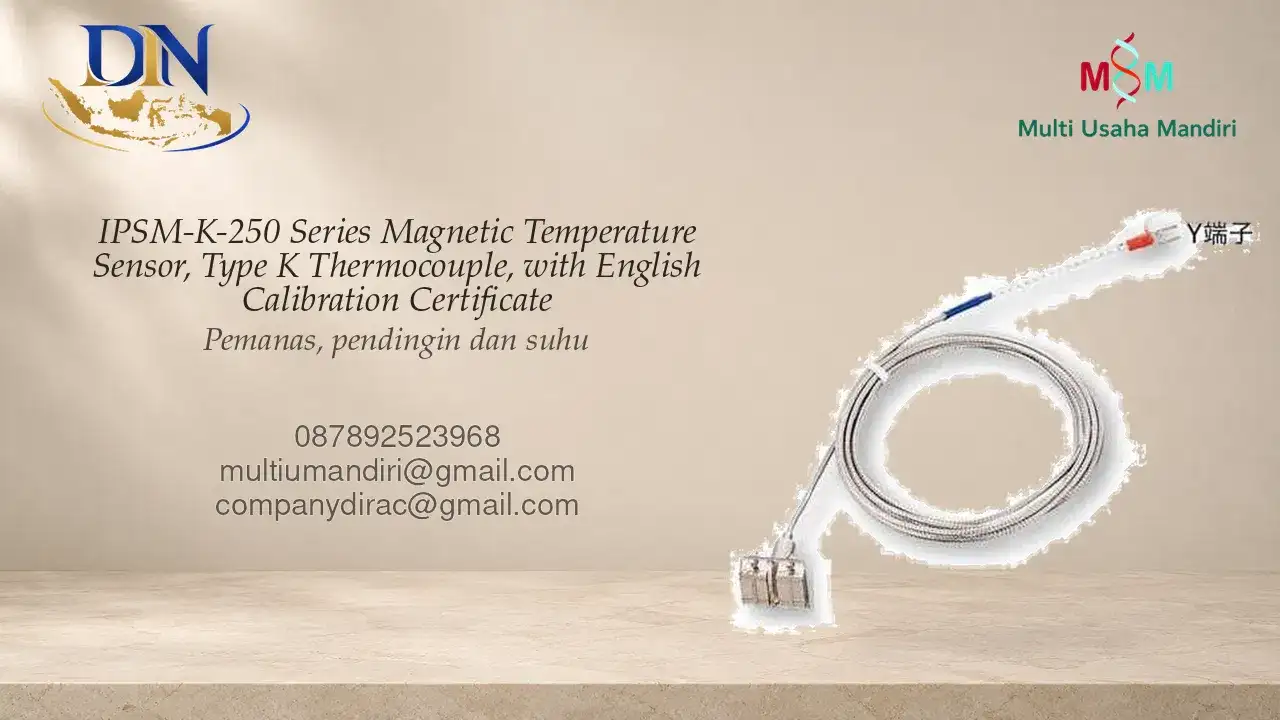 DIN
MSM
Multi Usaha Mandiri
IPSM-K-250 Series Magnetic Temperature
Sensor, Type K Thermocouple, with English
Calibration Certificate
Pemanas, pendingin dan suhu
Y端子
087892523968
multiumandiri@gmail.com
companydirac@gmail.com